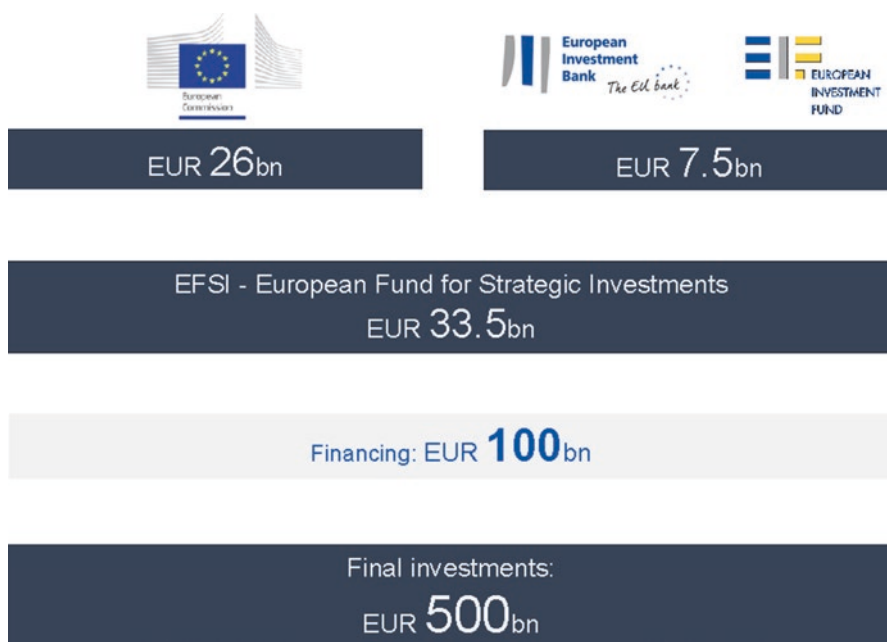 European
Commission
European
Investment
Bank
The EU bank
EUROPEAN
INVESTMENT
FUND
EUR 26bn
EUR 7.5bn
EFSI - European Fund for Strategic Investments
EUR 33.5bn
Financing: EUR 100bn
Final investments:
EUR 500bn